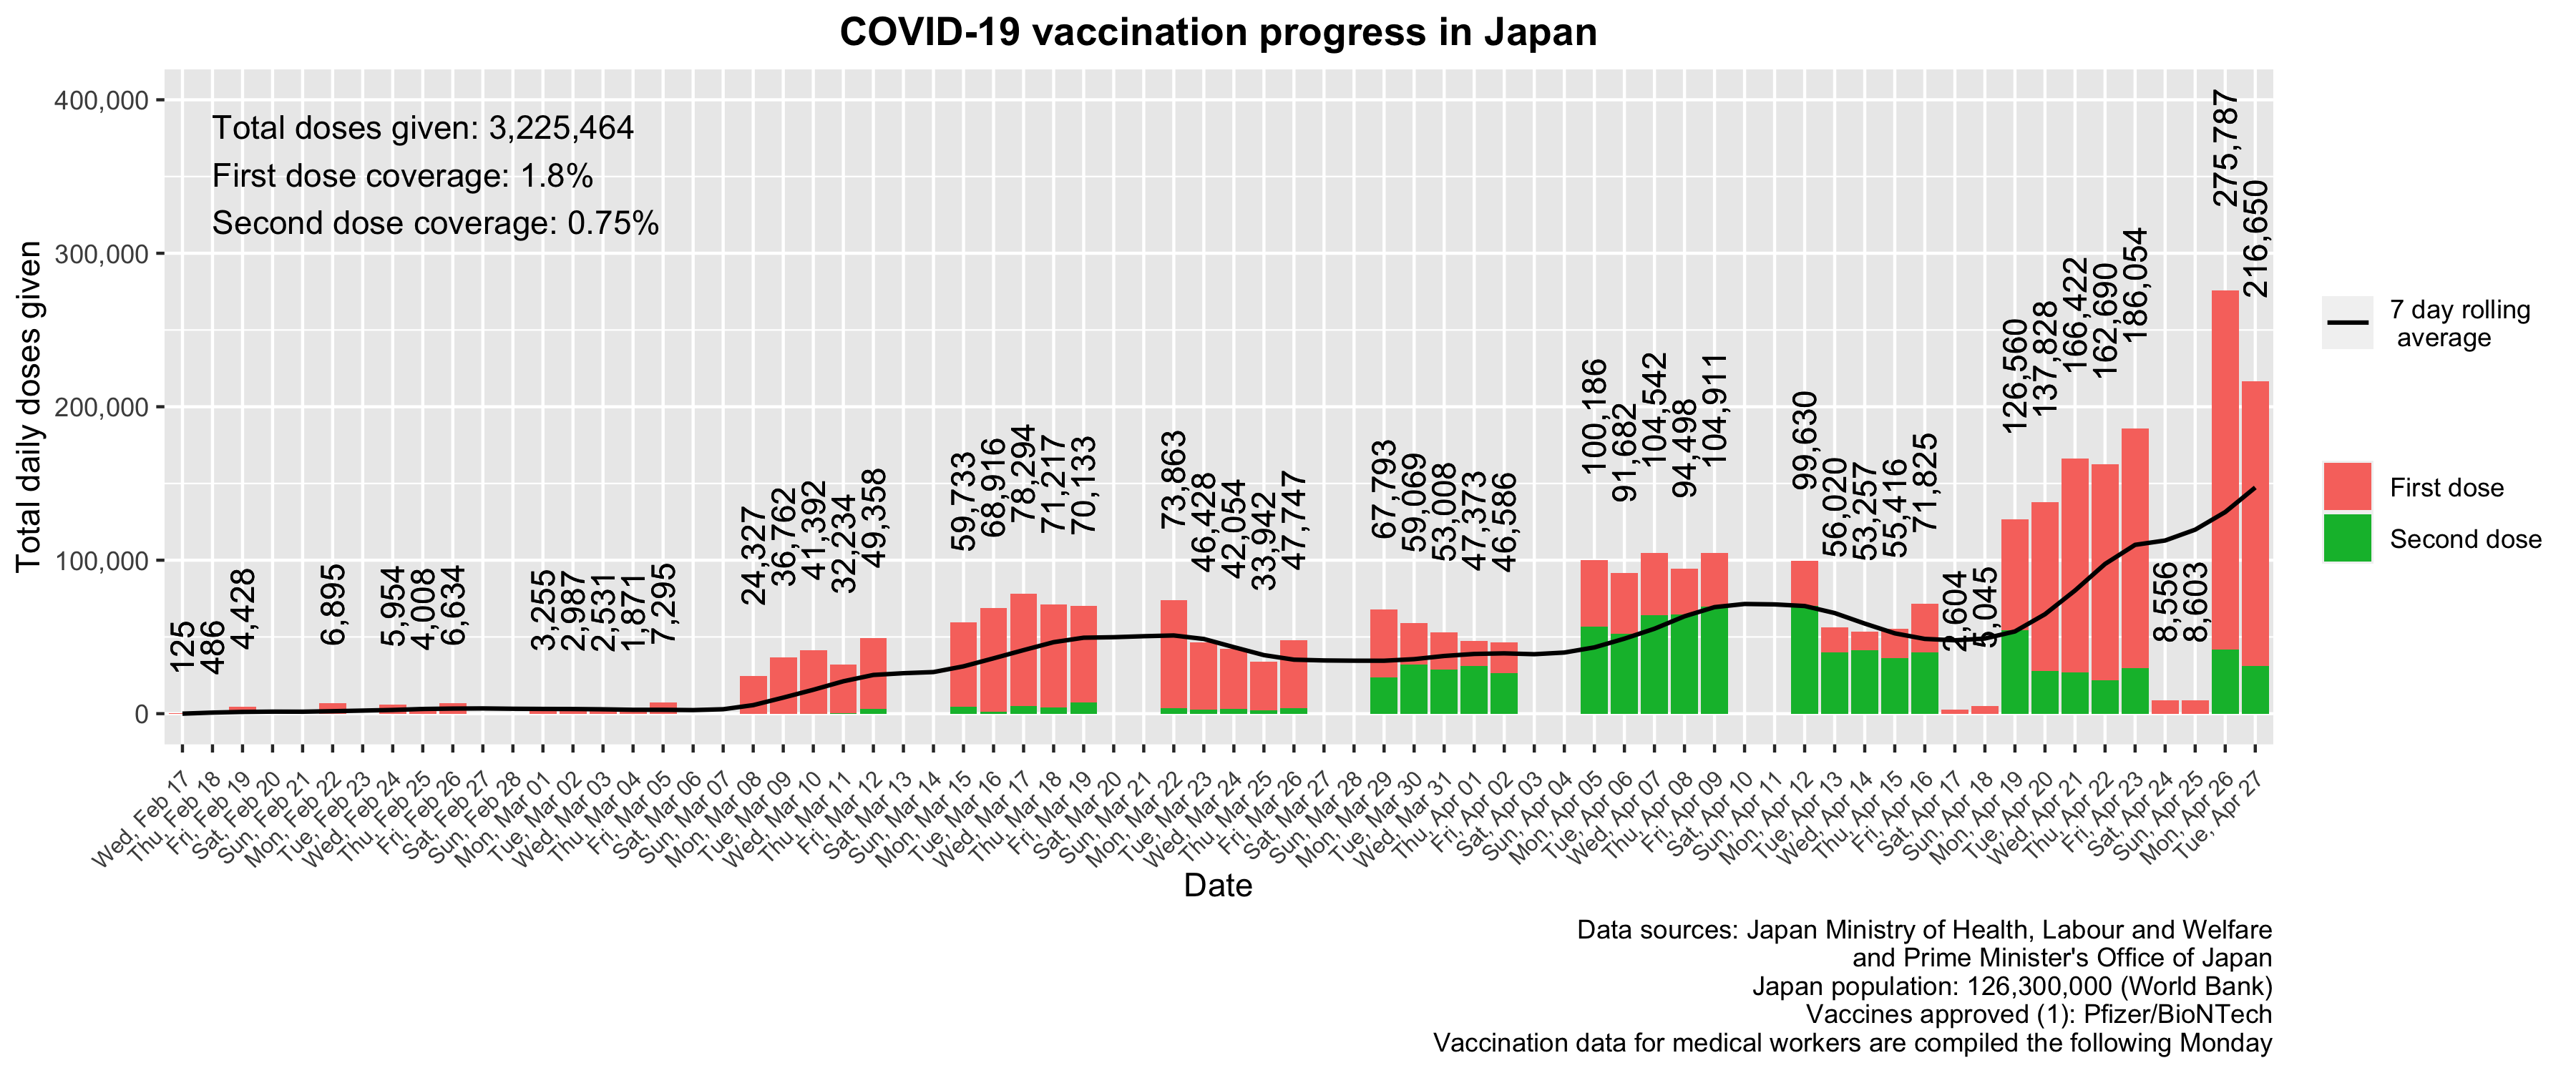 COVID-19 vaccination progress in Japan
Total daily doses given
400,000
300,000
200,000
100,000
0
Total doses given: 3,225,464
First dose coverage: 1.8%
Second dose coverage: 0.75%
125
486
4,428
6,895
5,954
4,008
6,634
3,255
2,987
2,531
1,871
7,295
24,327
36,762
41,392
32,234
49,358
59,733
68,916
78,294
71,217
70,133
73,863
46,428
42,054
33,942
47,747
67,793
59,069
53,008
47,373
46,586
100,186
91,682
104,542
94,498
104,911
99,630
56,020
53,257
55,416
71,825
2,604
5,045
126,560
137,828
166,422
162,690
186,054
8,556
8,603
275,787
216,650
Wed, Feb 17
Thu, Feb 18
Fri, Feb 19
Sat, Feb 20
Sun, Feb 21
Mon, Feb 22
Tue, Feb 23
Wed, Feb 24
Thu, Feb 25
Fri, Feb 26
Sat, Feb 27
Sun, Feb 28
Mon, Mar 01
Tue, Mar 02
Wed, Mar 03
Thu, Mar 04
Fri, Mar 05
Sat, Mar 06
Sun, Mar 07
Mon, Mar 08
Tue, Mar 09
Wed, Mar 10
Thu, Mar 11
Fri, Mar 12
Sat, Mar 13
Sun, Mar 14
Mon, Mar 15
Tue, Mar 16
Wed, Mar 17
Thu, Mar 18
Fri, Mar 19
Sat, Mar 20
Sun, Mar 21
Mon, Mar 22
Tue, Mar 23
Wed, Mar 24
Thu, Mar 25
Fri, Mar 26
Sat, Mar 27
Sun, Mar 28
Mon, Mar 29
Tue, Mar 30
Wed, Mar 31
Thu, Apr 01
Fri, Apr 02
Sat, Apr 03
Sun, Apr 04
Mon, Apr 05
Tue, Apr 06
Wed, Apr 07
Thu, Apr 08
Fri, Apr 09
Sat, Apr 10
Sun, Apr 11
Mon, Apr 12
Tue, Apr 13
Wed, Apr 14
Thu, Apr 15
Fri, Apr 16
Sat, Apr 17
Sun, Apr 18
Mon, Apr 19
Tue, Apr 20
Wed, Apr 21
Thu, Apr 22
Fri, Apr 23
Sat, Apr 24
Sun, Apr 25
Mon, Apr 26
Tue, Apr 27
Date
7 day rolling
average
First dose
Second dose
Data sources: Japan Ministry of Health, Labour and Welfare
and Prime Minister's Office of Japan
Japan population: 126,300,000 (World Bank)
Vaccines approved (1): Pfizer/BioNTech
Vaccination data for medical workers are compiled the following Monday